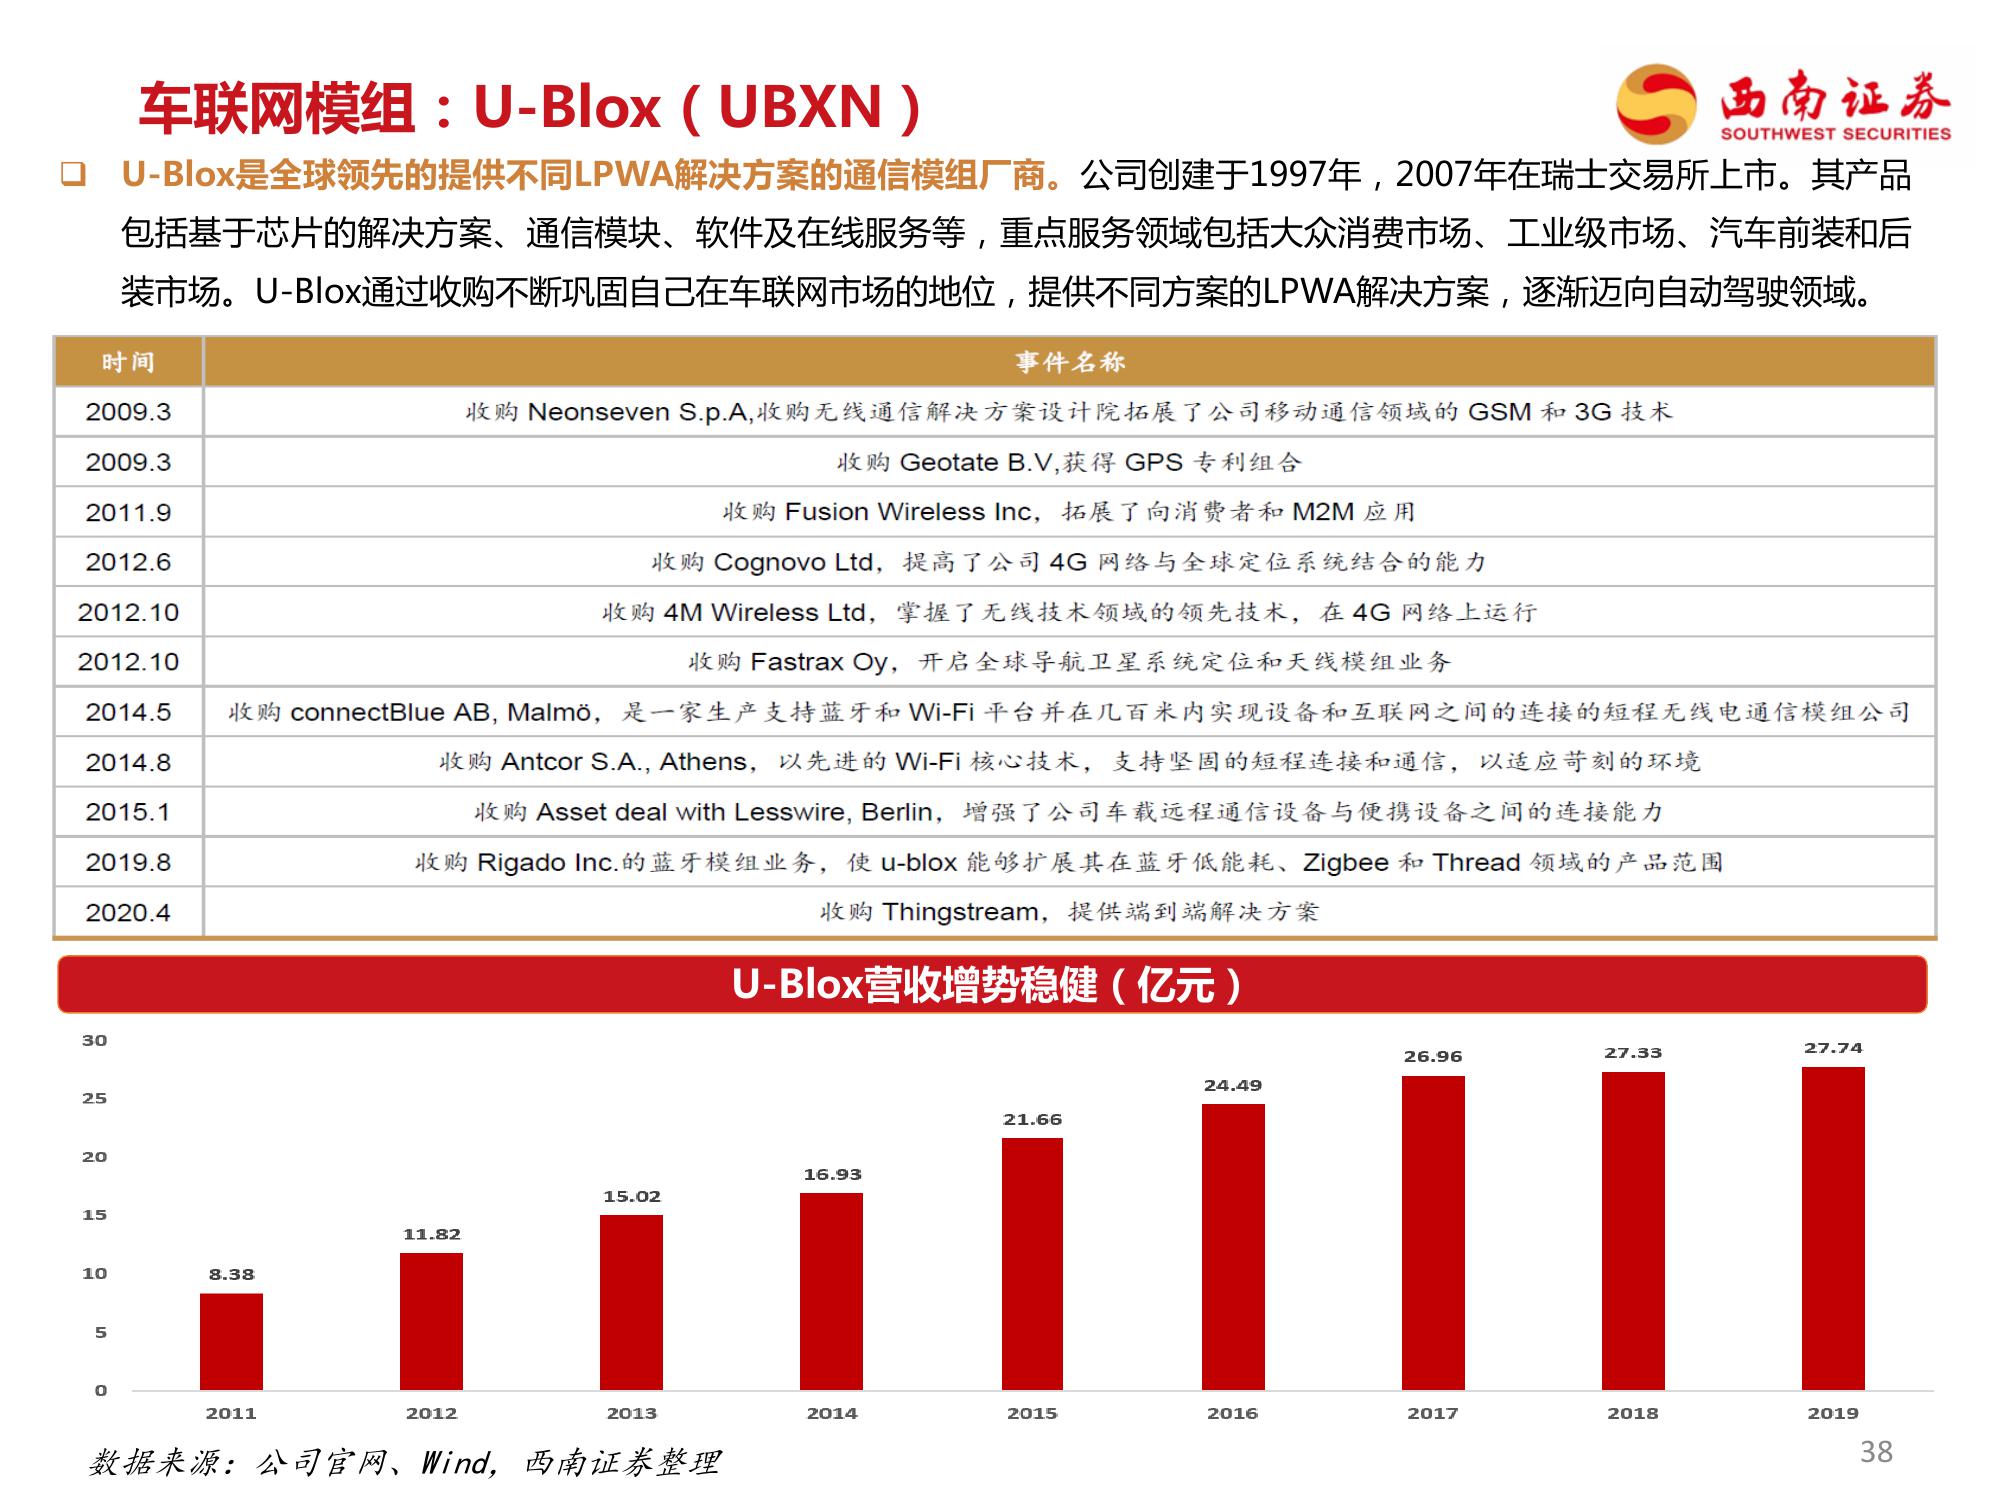 车联网模组：U-Blox（UBXN）
西南证券
SOUTHWEST SECURITIES
U-Blox是全球领先的提供不同LPWA解决方案的通信模组厂商。公司创建于1997年，2007年在瑞士交易所上市。其产品
包括基于芯片的解决方案、通信模块、软件及在线服务等，重点服务领域包括大众消费市场、工业级市场、汽车前装和后
装市场。U-Blox通过收购不断巩固自己在车联网市场的地位，提供不同方案的LPWA解决方案，逐渐迈向自动驾驶领域。
时间 事件名称
2009.3 收购 Neonseven S.p.A,收购无线通信解决方案设计院拓展了公司移动通信领域的 GSM 和 3G 技术
2009.3 收购 Geotate B.V,获得 GPS 专利组合
2011.9 收购 Fusion Wireless Inc，拓展了向消费者和 M2M 应用
2012.6 收购 Cognovo Ltd，提高了公司 4G 网络与全球定位系统结合的能力
2012.10 收购 4M Wireless Ltd，掌握了无线技术领域的领先技术，在 4G 网络上运行
2012.10 收购 Fastrax Oy，开启全球导航卫星系统定位和天线模组业务
2014.5 收购 connectBlue AB, Malmö，是一家生产支持蓝牙和 Wi-Fi 平台并在几百米内实现设备和互联网之间的连接的短程无线电通信模组公司
2014.8 收购 Antcor S.A., Athens，以先进的 Wi-Fi 核心技术，支持坚固的短程连接和通信，以适应苛刻的环境
2015.1 收购 Asset deal with Lesswire, Berlin，增强了公司车载远程通信设备与便携设备之间的连接能力
2019.8 收购 Rigado Inc.的蓝牙模组业务，使 u-blox 能够扩展其在蓝牙低能耗、Zigbee 和 Thread 领域的产品范围
2020.4 收购 Thingstream，提供端到端解决方案
U-Blox营收增势稳健（亿元）
30
25
20
15
10
5
0
8.38
11.82
15.02
16.93
21.66
24.49
26.96
27.33
27.74
2011 2012 2013 2014 2015 2016 2017 2018 2019
数据来源：公司官网、Wind，西南证券整理
38